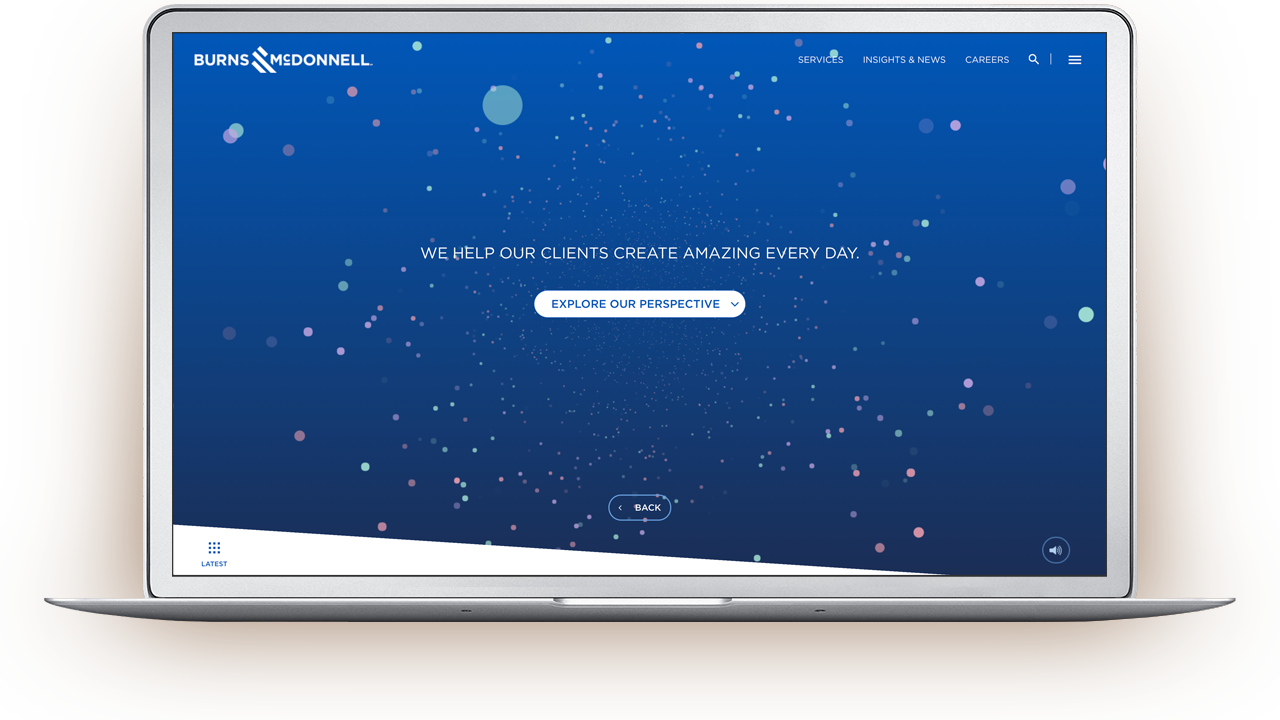 BURNS McDONNELL
SERVICES
INSIGHTS & NEWS
CAREERS
WE HELP OUR CLIENTS CREATE AMAZING EVERY DAY.
EXPLORE OUR PERSPECTIVE
BACK
LATEST